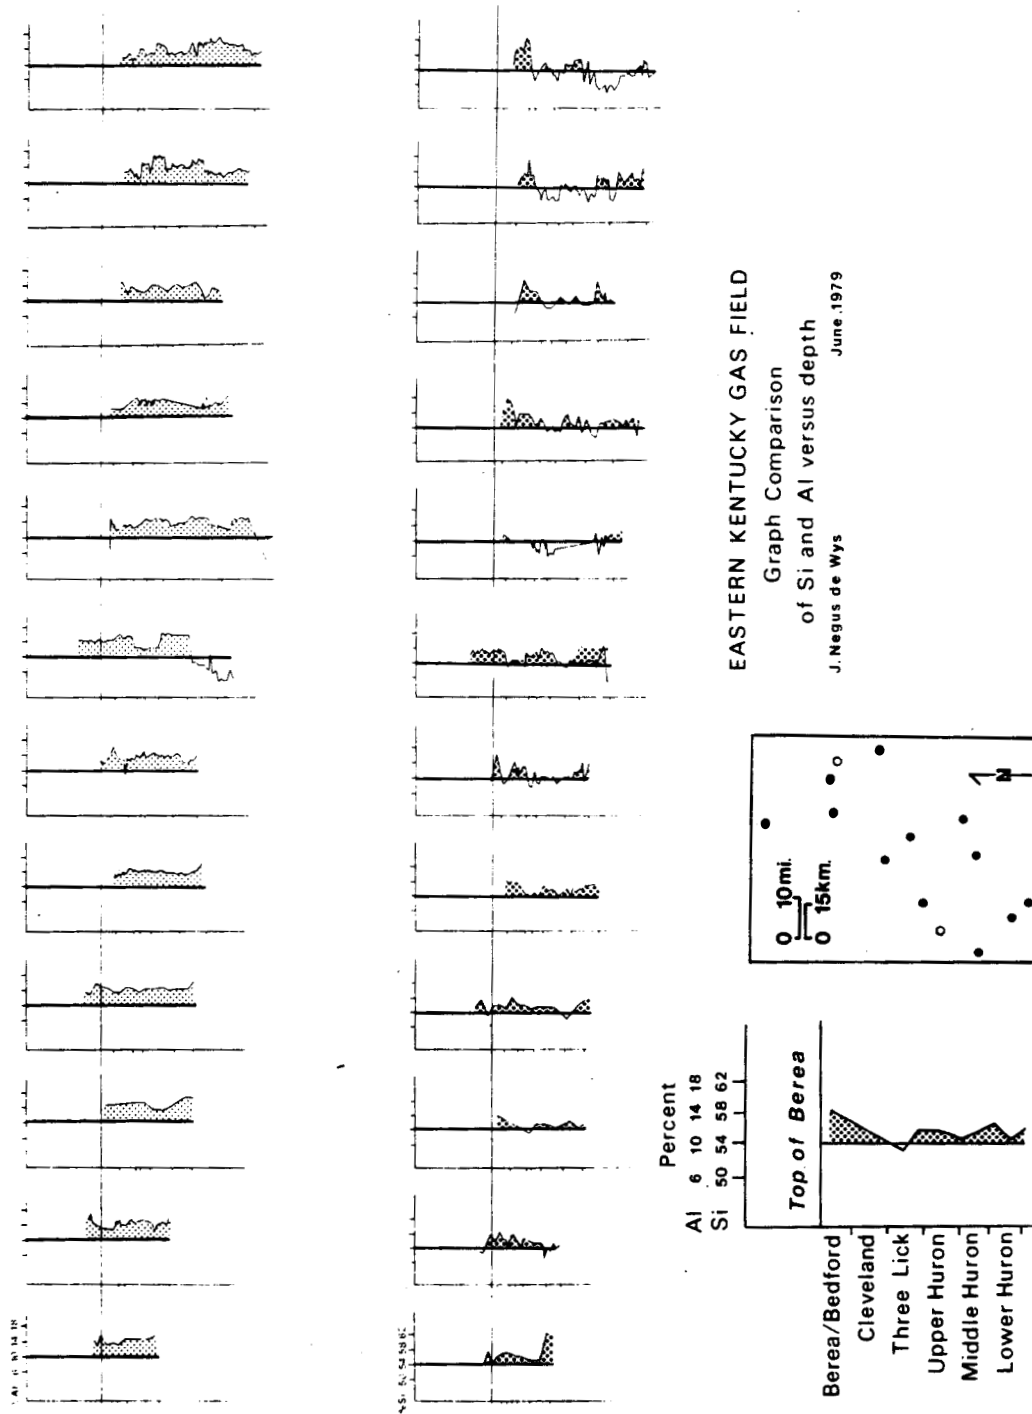 EASTERN KENTUCKY GAS FIELD
Graph Comparison
of Si and Al versus depth
J. Negus de Wys June.1979
0 10mi.
0 15km.
N
Percent
Al 6 10 14 18
Si 50 54 58 62
Top of Berea
Berea/Bedford
Cleveland
Three Lick
Upper Huron
Middle Huron
Lower Huron